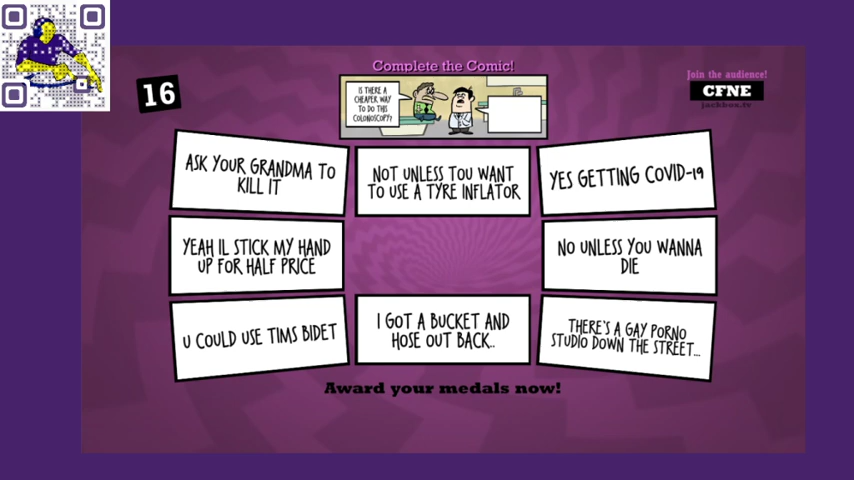 Complete the Comic!
Join the audience!
16
CFNE
jackbox.tv
IS THERE A
CHEAPER WAY
TO DO THIS
COLONOSCOPY?
ASK YOUR GRANDMA TO
KILL IT
NOT UNLESS TOU WANT
TO USE A TYRE INFLATOR
YES GETTING COVID-19
YEAH IL STICK MY HAND
UP FOR HALF PRICE
NO UNLESS YOU WANNA
DIE
U COULD USE TIMS BIDET
I GOT A BUCKET AND
HOSE OUT BACK..
THERE'S A GAY PORNO
STUDIO DOWN THE STREET...
Award your medals now!